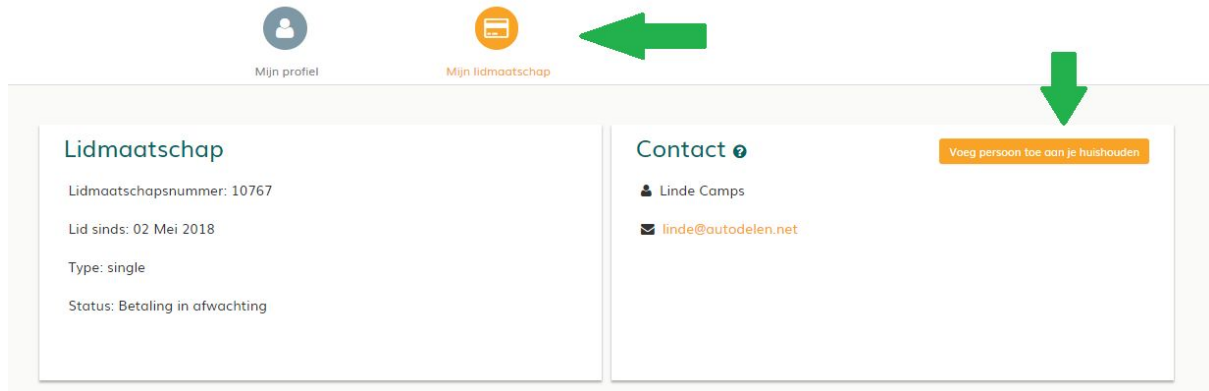 Mijn profiel
Mijn lidmaatschap
Lidmaatschap
Lidmaatschapsnummer: 10767
Lid sinds: 02 Mei 2018
Type: single
Status: Betaling in afwachting
Contact ?
Voeg persoon toe aan je huishouden
Linde Camps
linde@autodelen.net